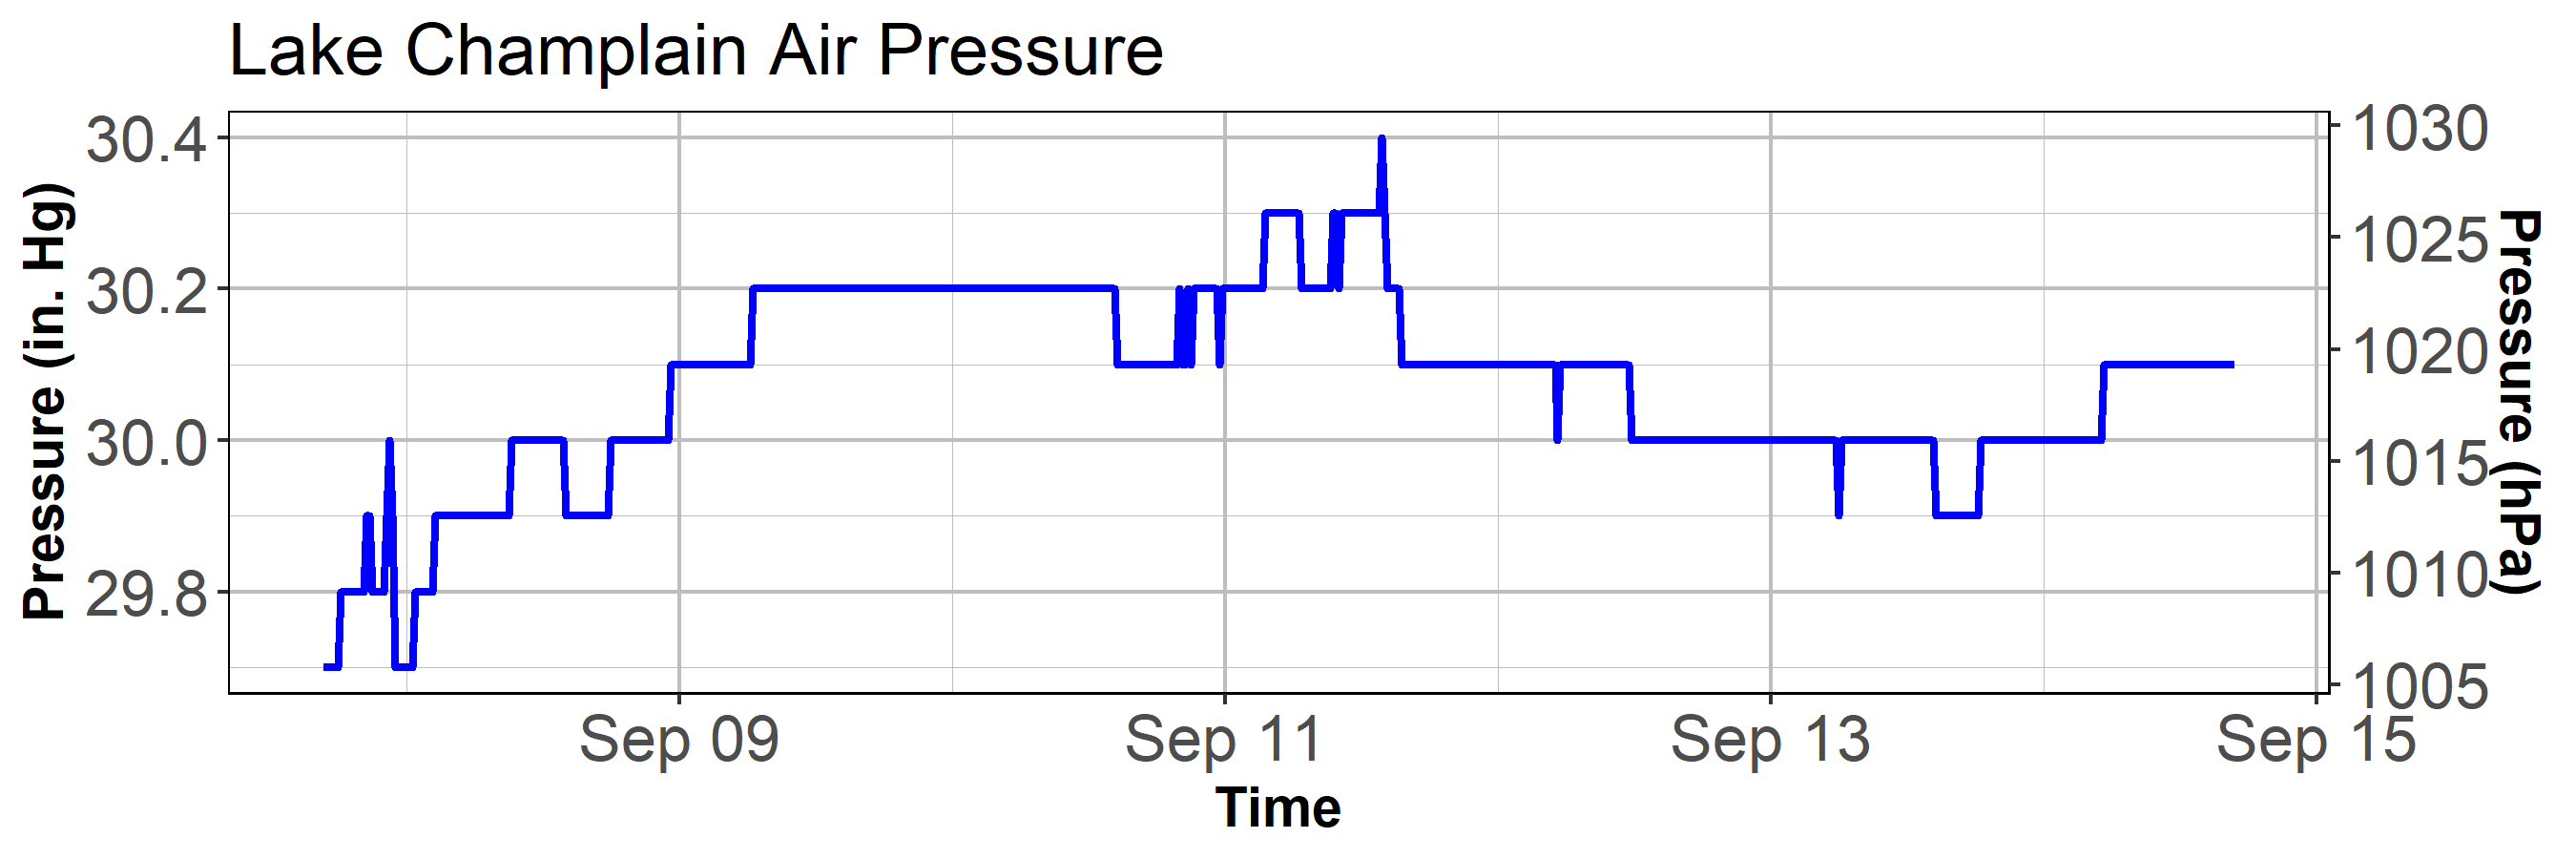 Lake Champlain Air Pressure
Pressure (in. Hg)
30.4
30.2
30.0
29.8
1030
1025
1020
1015
1010
1005
Pressure (hPa)
Sep 09 Sep 11 Sep 13 Sep 15
Time